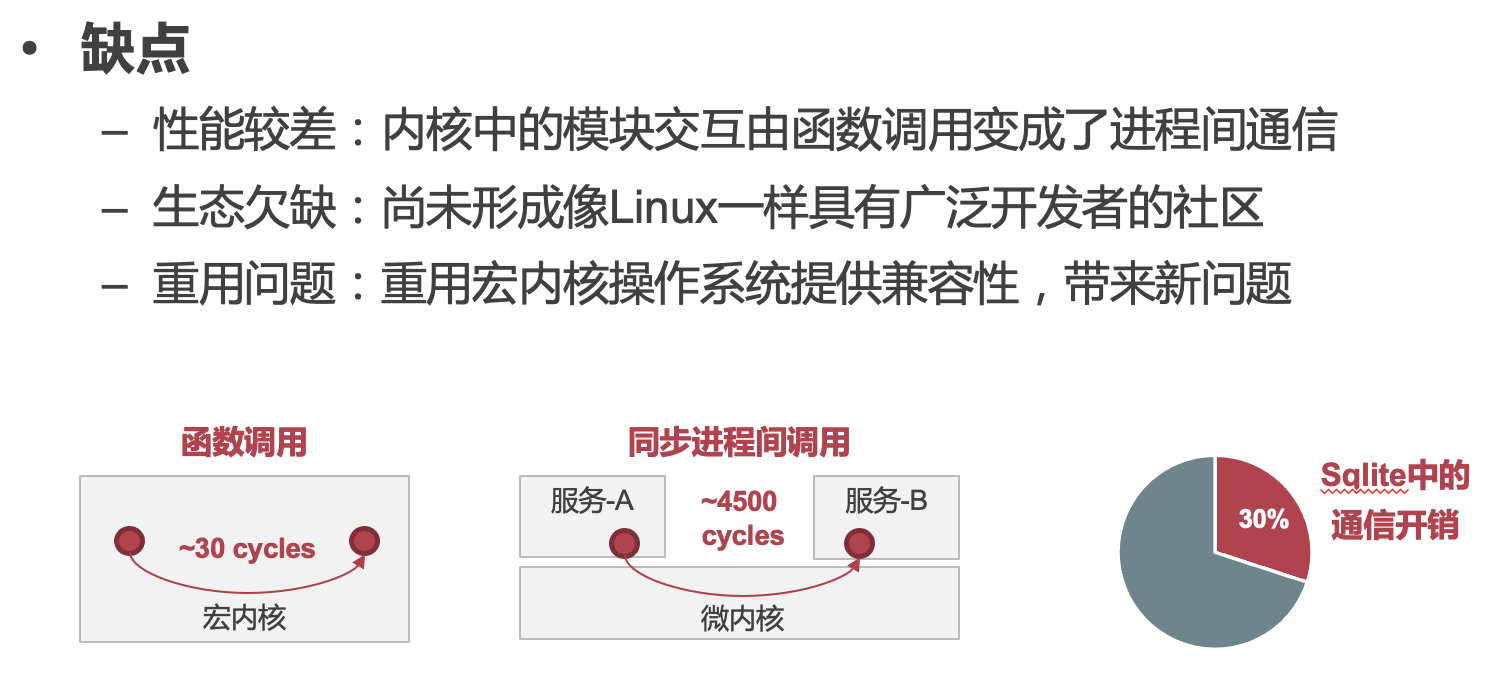 • 缺点
– 性能较差：内核中的模块交互由函数调用变成了进程间通信
– 生态欠缺：尚未形成像Linux一样具有广泛开发者的社区
– 重用问题：重用宏内核操作系统提供兼容性，带来新问题
函数调用
~30 cycles
宏内核
同步进程间调用
服务-A
~4500
cycles
服务-B
微内核
30%
Sqlite中的
通信开销